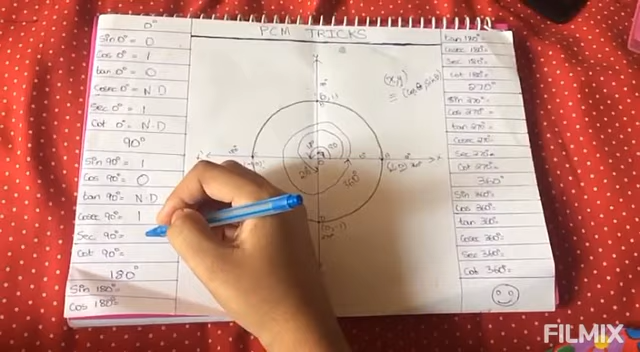 0°
sin 0° = 0
cos 0° = 1
tan 0° = 0
cosec 0° = N.D
sec 0° = 1
cot 0° = N.D
90°
sin 90° = 1
cos 90° = 0
tan 90° = N.D
cosec 90° = 1
sec 90° =
cot 90° =
180°
sin 180° =
cos 180° =
PCM TRICKS
(x,y)
= (cos θ, sin θ)
(0,1)
(0,-1)
tan 180° =
cosec 180° =
sec 180° =
cot 180° =
270°
sin 270° =
cos 270° =
tan 270° =
cosec 270° =
sec 270° =
cot 270° =
360°
sin 360° =
cos 360° =
tan 360° =
cosec 360° =
sec 360° =
cot 360° =
FILMIX